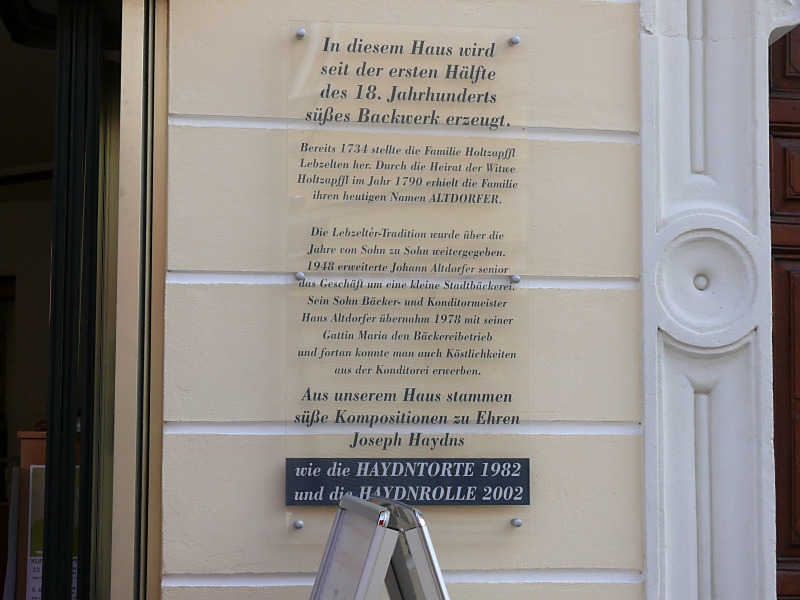 In diesem Haus wird
seit der ersten Hälfte
des 18. Jahrhunderts
süßes Backwerk erzeugt.
Bereits 1734 stellte die Familie Holtzapffl
Lebzelten her. Durch die Heirat der Witwe
Holtzapffl im Jahr 1790 erhielt die Familie
ihren heutigen Namen ALTDORFER.
Die Lebzelter-Tradition wurde über die
Jahre von Sohn zu Sohn weitergegeben.
1948 erweiterte Johann Altdorfer senior
das Geschäft um eine kleine Stadtbäckerei.
Sein Sohn Bäcker- und Konditormeister
Hans Altdorfer übernahm 1978 mit seiner
Gattin Maria den Bäckereibetrieb
und fortan konnte man auch Köstlichkeiten
aus der Konditorei erwerben.
Aus unserem Haus stammen
süße Kompositionen zu Ehren
Joseph Haydns
wie die HAYDNTORTE 1982
und die HAYDNROLLE 2002